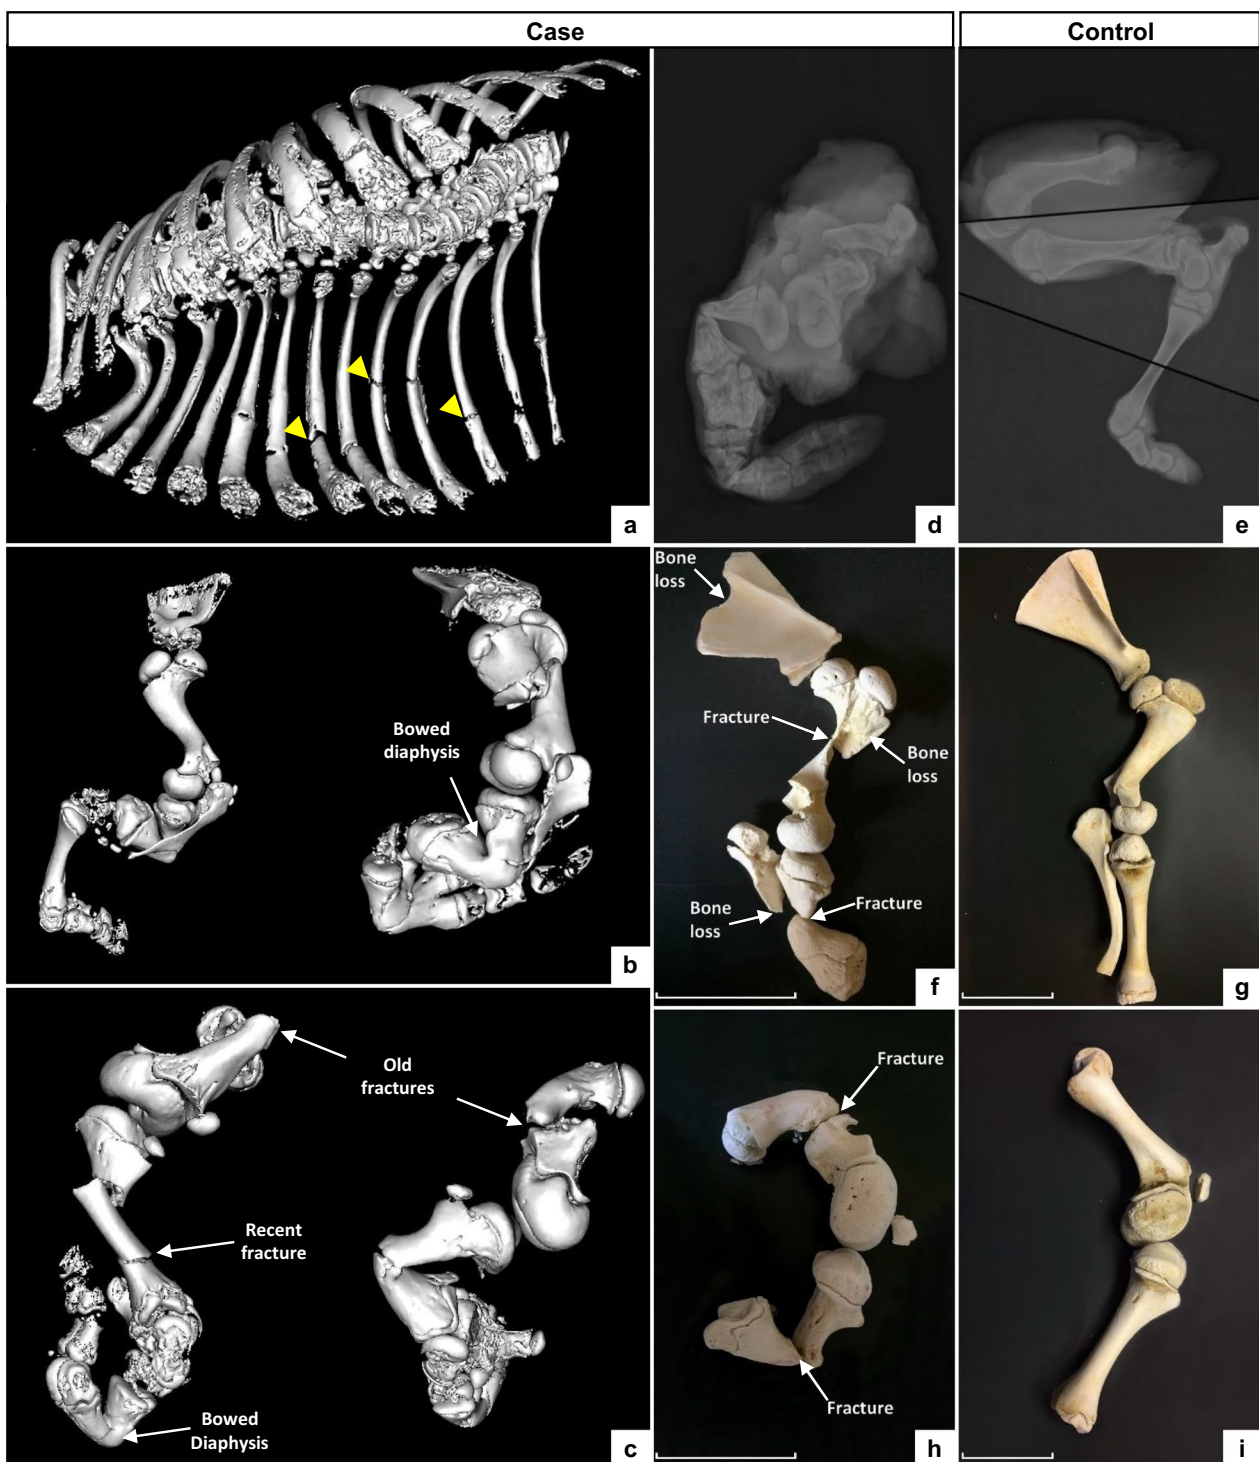 Case
Control
a
d
e
Bowed
diaphysis
b
Bone
loss
Fracture
Bone
loss
Bone
loss
Fracture
f
g
Old
fractures
Recent
fracture
Bowed
Diaphysis
c
Fracture
Fracture
h
i